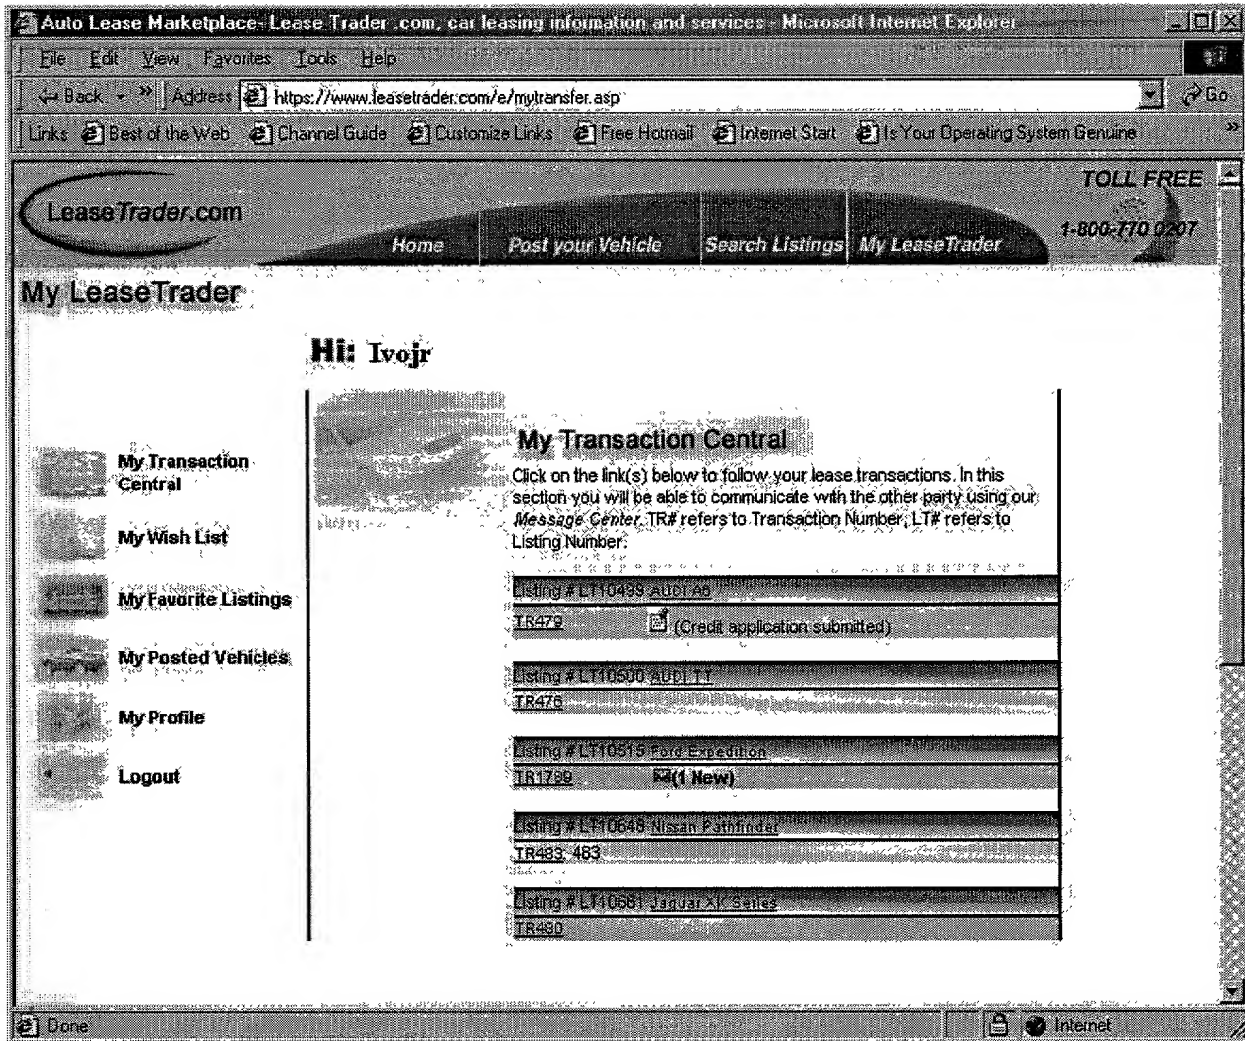 Auto Lease Marketplace- Lease Trader .com, car leasing information and services - Microsoft Internet Explorer
File Edit View Favorites Tools Help
Back » Address https://www.leasetrader.com/e/mytransfer.asp Go
Links Best of the Web Channel Guide Customize Links Free Hotmail Internet Start Is Your Operating System Genuine »
TOLL FREE
LeaseTrader.com
1-800-770 0207
Home Post your Vehicle Search Listings My LeaseTrader
My LeaseTrader
Hi: Ivojr
My Transaction Central
My Wish List
My Favorite Listings
My Posted Vehicles
My Profile
Logout
My Transaction Central
Click on the link(s) below to follow your lease transactions. In this
section you will be able to communicate with the other party using our
Message Center. TR# refers to Transaction Number, LT# refers to
Listing Number.
Listing # LT10499 AUDI A6
TR479 (Credit application submitted)
Listing # LT10500 AUDI TT
TR476
Listing # LT10515 Ford Expedition
TR1789 (1 New)
Listing # LT10648 Nissan Pathfinder
TR483, 483
Listing # LT10661 Jaguar XK Series
TR480
Done Internet